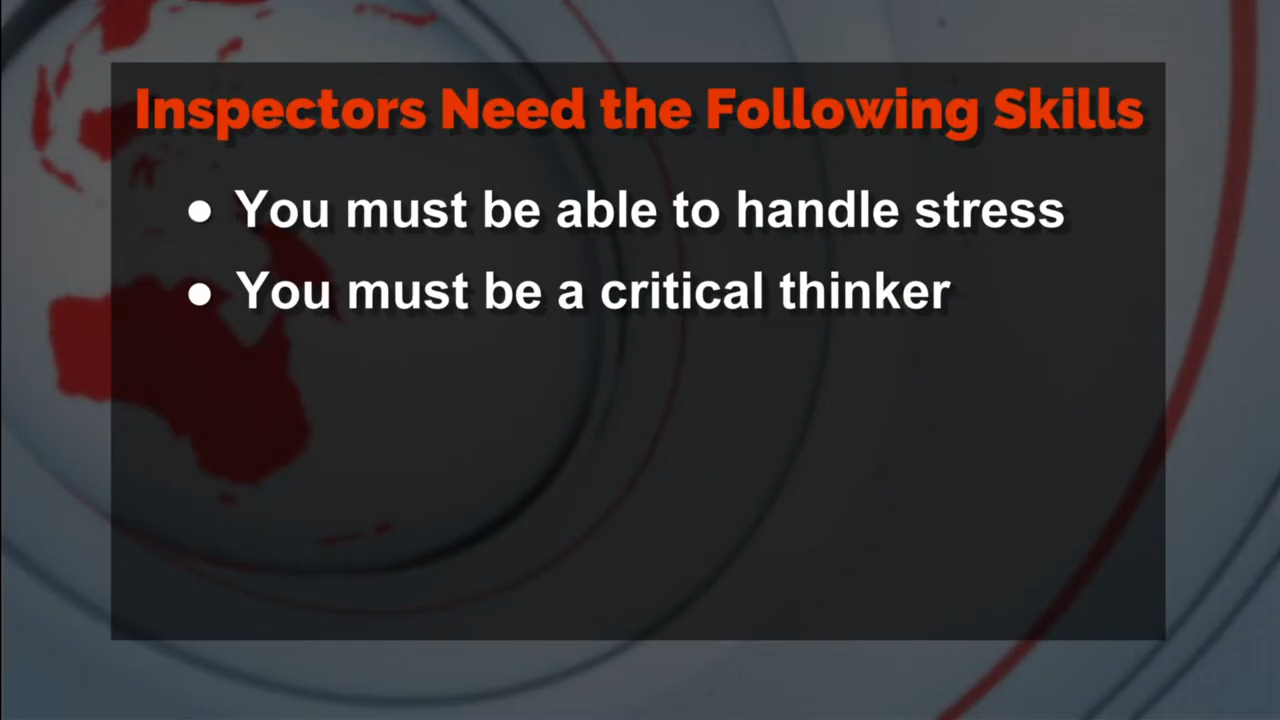 Inspectors Need the Following Skills
● You must be able to handle stress
● You must be a critical thinker